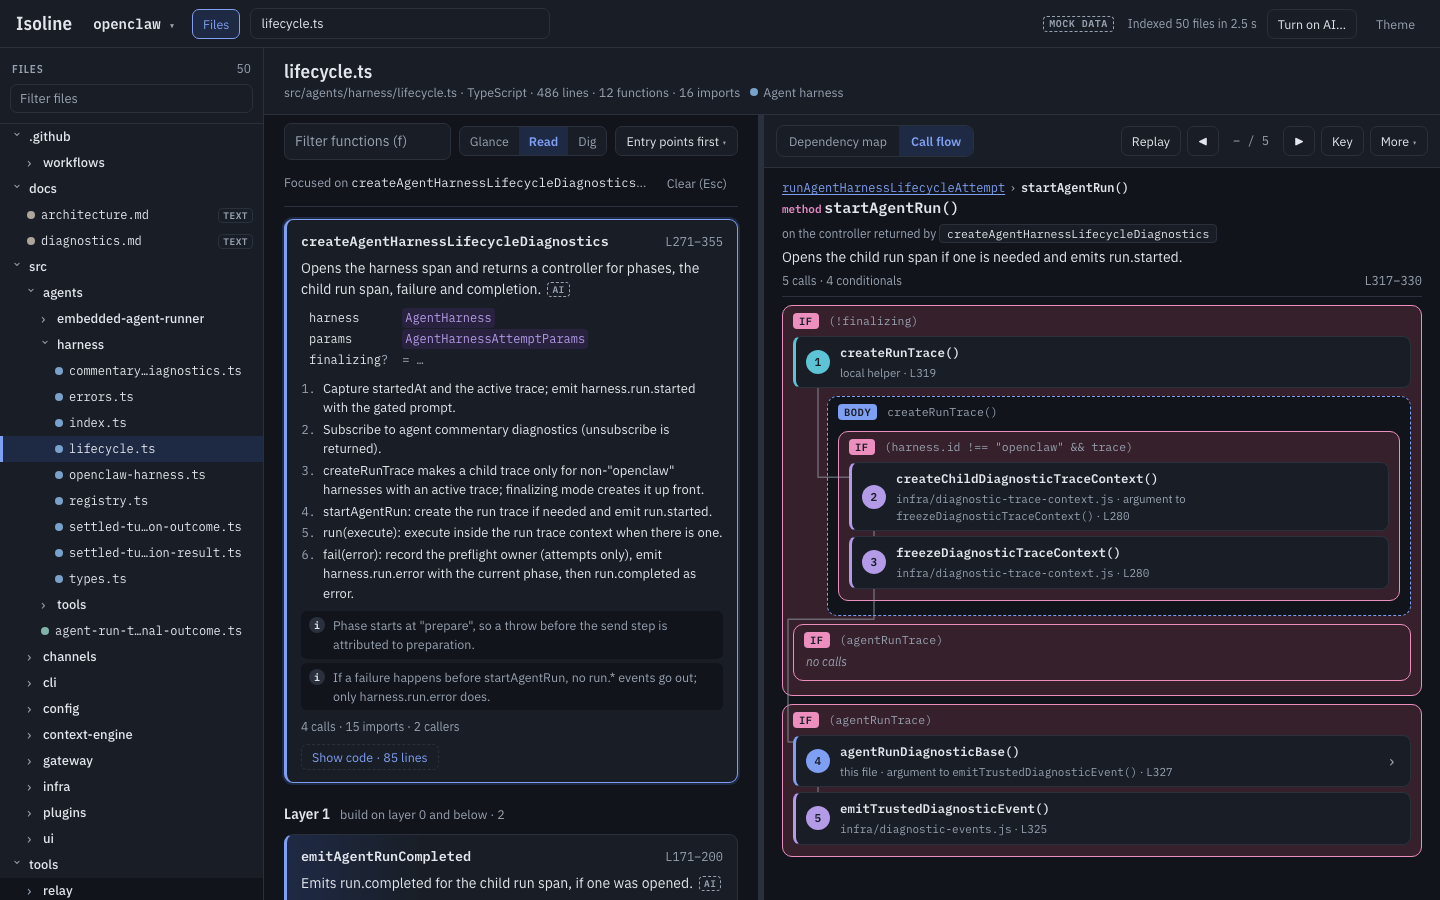 Isoline
openclaw ▾
Files
lifecycle.ts
MOCK DATA
Indexed 50 files in 2.5 s
Turn on AI…
Theme
FILES 50
Filter files
.github
workflows
docs
architecture.md TEXT
diagnostics.md TEXT
src
agents
embedded-agent-runner
harness
commentary…iagnostics.ts
errors.ts
index.ts
lifecycle.ts
openclaw-harness.ts
registry.ts
settled-tu…on-outcome.ts
settled-tu…ion-result.ts
types.ts
tools
agent-run-t…nal-outcome.ts
channels
cli
config
context-engine
gateway
infra
plugins
ui
tools
relay
lifecycle.ts
src/agents/harness/lifecycle.ts · TypeScript · 486 lines · 12 functions · 16 imports Agent harness
Filter functions (f)
Glance Read Dig
Entry points first ▾
Focused on createAgentHarnessLifecycleDiagnostics… Clear (Esc)
createAgentHarnessLifecycleDiagnostics L271–355
Opens the harness span and returns a controller for phases, the
child run span, failure and completion. AI
harness AgentHarness
params AgentHarnessAttemptParams
finalizing? = …
1. Capture startedAt and the active trace; emit harness.run.started
with the gated prompt.
2. Subscribe to agent commentary diagnostics (unsubscribe is
returned).
3. createRunTrace makes a child trace only for non-"openclaw"
harnesses with an active trace; finalizing mode creates it up front.
4. startAgentRun: create the run trace if needed and emit run.started.
5. run(execute): execute inside the run trace context when there is one.
6. fail(error): record the preflight owner (attempts only), emit
harness.run.error with the current phase, then run.completed as
error.
i Phase starts at "prepare", so a throw before the send step is
attributed to preparation.
i If a failure happens before startAgentRun, no run.* events go out;
only harness.run.error does.
4 calls · 15 imports · 2 callers
Show code · 85 lines
Layer 1 build on layer 0 and below · 2
emitAgentRunCompleted L171–200
Emits run.completed for the child run span, if one was opened. AI
Dependency map Call flow
Replay ◀ – / 5 ▶ Key More ▾
runAgentHarnessLifecycleAttempt › startAgentRun()
method startAgentRun()
on the controller returned by createAgentHarnessLifecycleDiagnostics
Opens the child run span if one is needed and emits run.started.
5 calls · 4 conditionals L317–330
IF (!finalizing)
1 createRunTrace()
local helper · L319
BODY createRunTrace()
IF (harness.id !== "openclaw" && trace)
2 createChildDiagnosticTraceContext()
infra/diagnostic-trace-context.js · argument to
freezeDiagnosticTraceContext() · L280
3 freezeDiagnosticTraceContext()
infra/diagnostic-trace-context.js · L280
IF (agentRunTrace)
no calls
IF (agentRunTrace)
4 agentRunDiagnosticBase() ›
this file · argument to emitTrustedDiagnosticEvent() · L327
5 emitTrustedDiagnosticEvent()
infra/diagnostic-events.js · L325